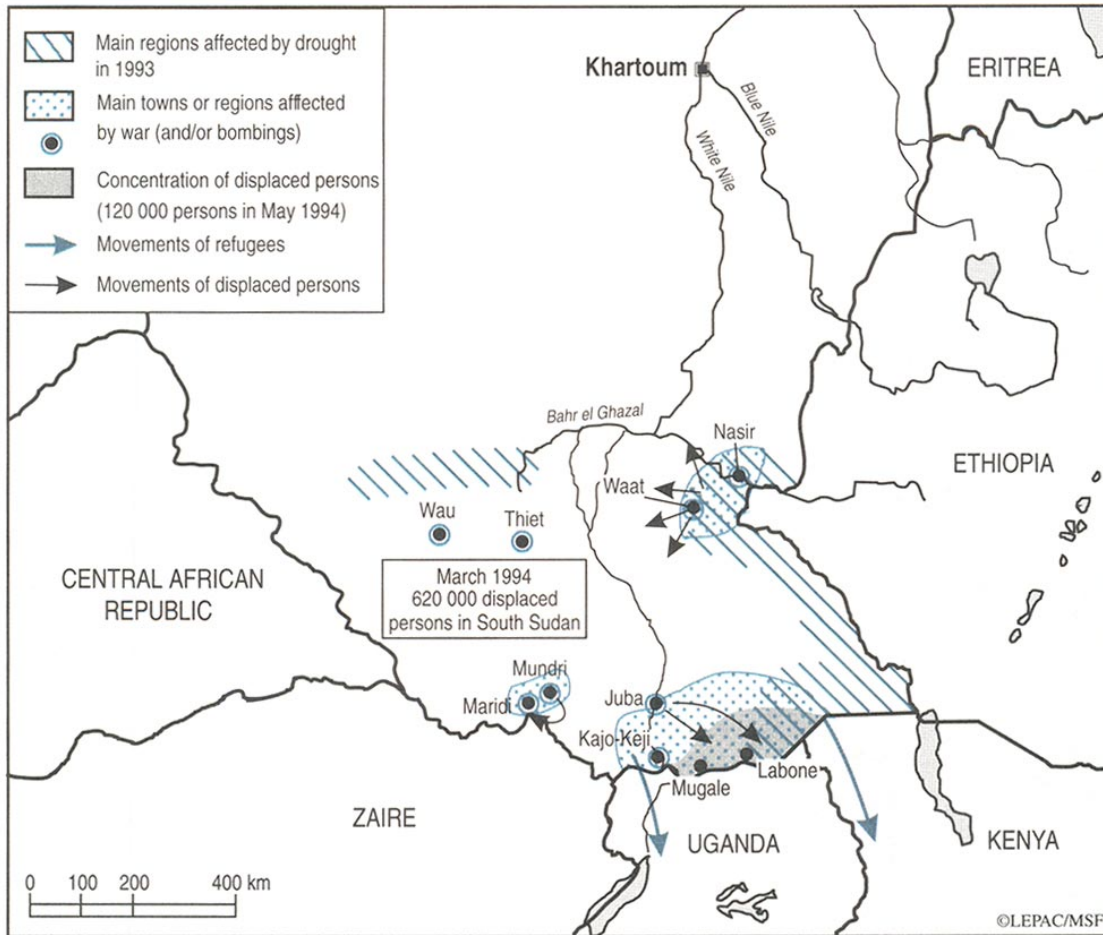 Main regions affected by drought
in 1993
Main towns or regions afffected
by war (and/or bombings)
Concentration of displaced persons
(120 000 persons in May 1994)
Movements of refugees
Movements of displaced persons
Khartoum
ERITREA
Blue Nile
White Nile
Bahr el Ghazal
Nasir
ETHIOPIA
Waat
Wau
Thiet
CENTRAL AFRICAN
REPUBLIC
March 1994
620 000 displaced
persons in South Sudan
Mundri
Maridi
Juba
Kajo-Keji
Labone
Mugale
ZAIRE
UGANDA
KENYA
0 100 200 400 km
©LEPAC/MSF